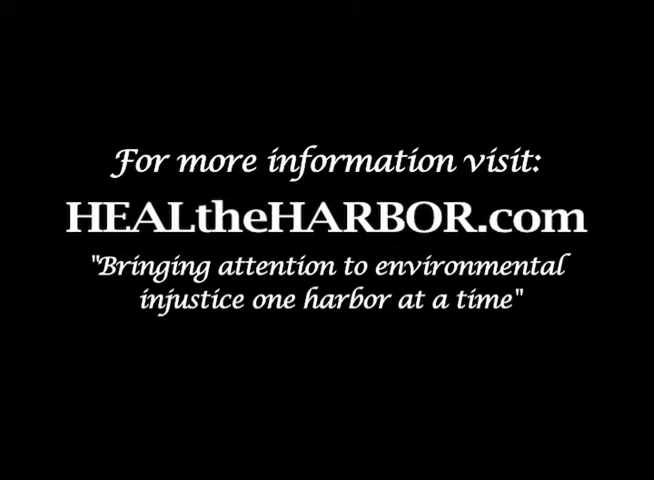 For more information visit:
HEALtheHARBOR.com
"Bringing attention to environmental
injustice one harbor at a time"